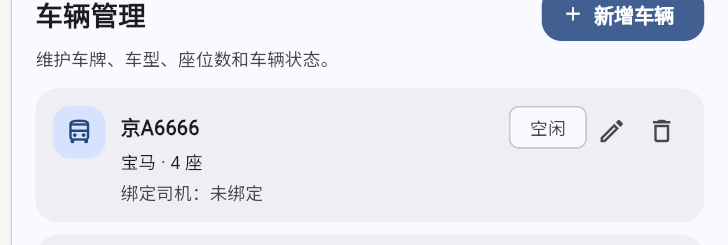 车辆管理
+ 新增车辆
维护车牌、车型、座位数和车辆状态。
京A6666
空闲
宝马 · 4 座
绑定司机：未绑定